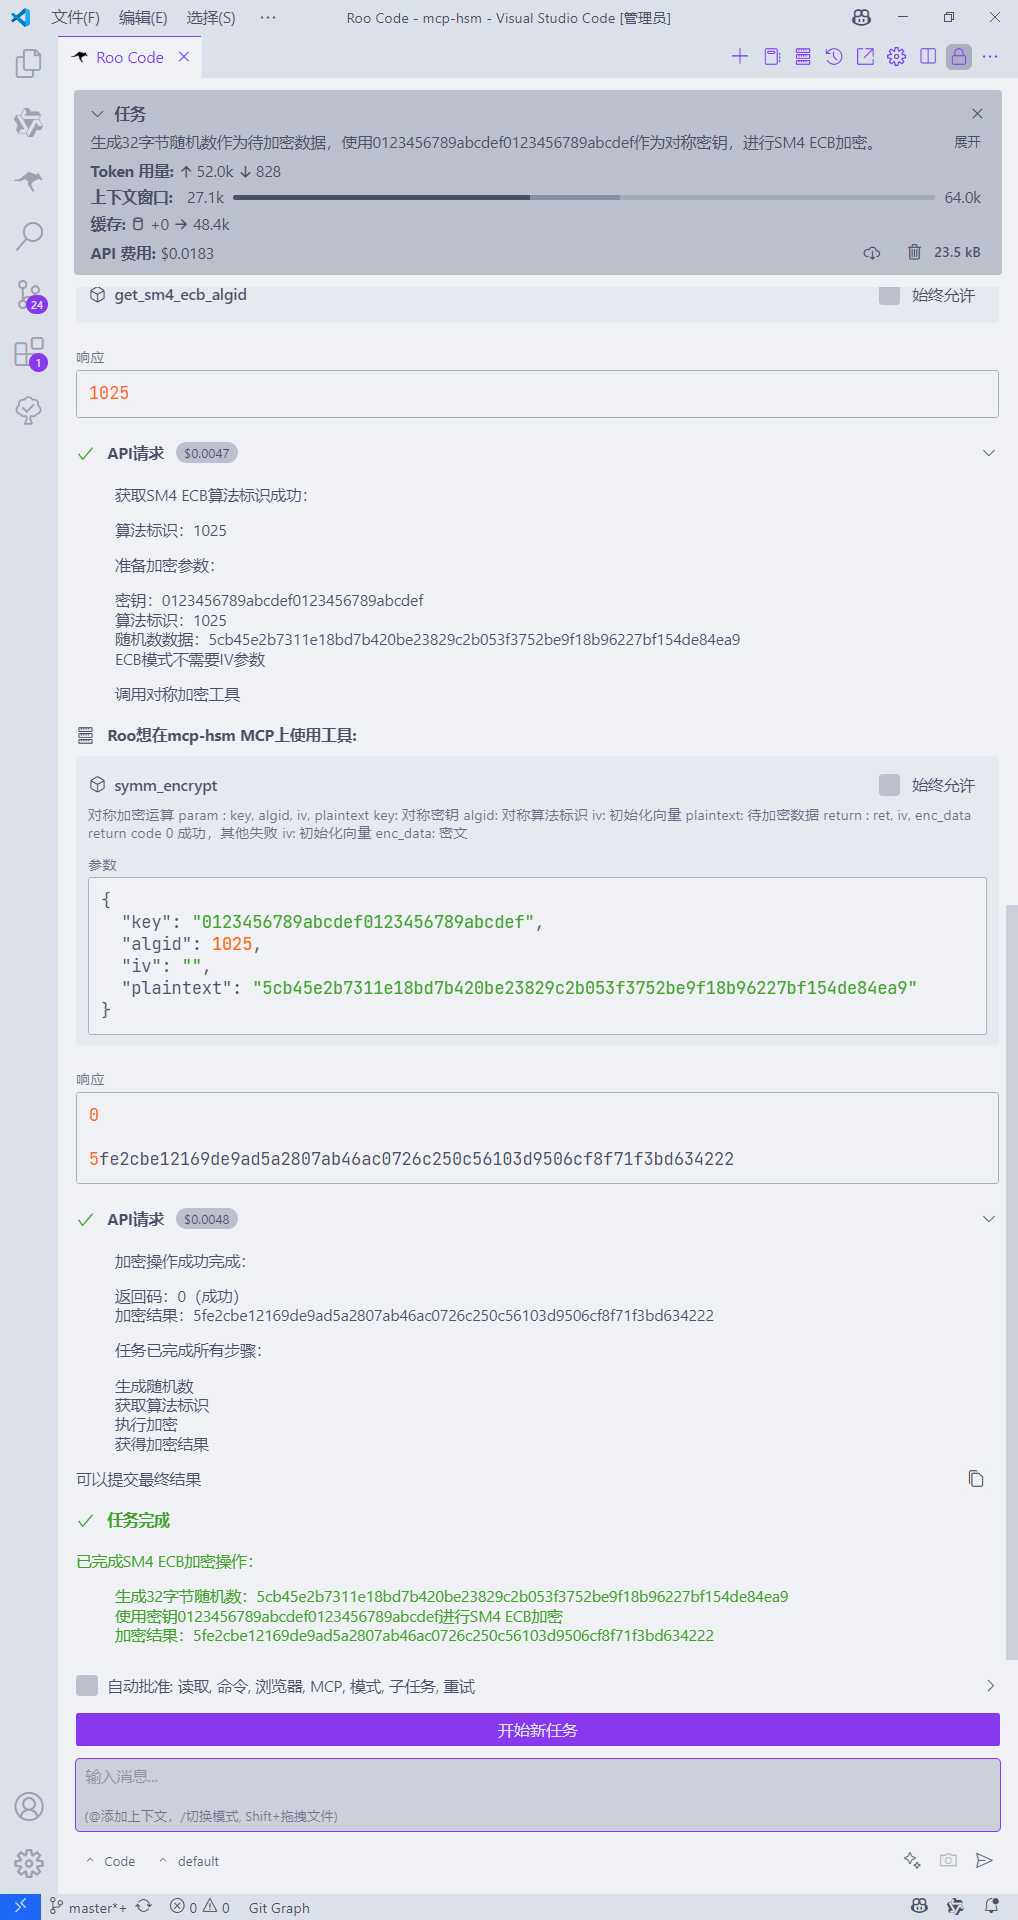 文件(F) 编辑(E) 选择(S) ··· Roo Code - mcp-hsm - Visual Studio Code [管理员]
Roo Code
任务
生成32字节随机数作为待加密数据，使用0123456789abcdef0123456789abcdef作为对称密钥，进行SM4 ECB加密。 展开
Token 用量: ↑ 52.0k ↓ 828
上下文窗口: 27.1k 64.0k
缓存: +0 → 48.4k
API 费用: $0.0183 23.5 kB
24
1
get_sm4_ecb_algid 始终允许
响应
1025
API请求 $0.0047
获取SM4 ECB算法标识成功：
算法标识：1025
准备加密参数：
密钥：0123456789abcdef0123456789abcdef
算法标识：1025
随机数数据：5cb45e2b7311e18bd7b420be23829c2b053f3752be9f18b96227bf154de84ea9
ECB模式不需要IV参数
调用对称加密工具
Roo想在mcp-hsm MCP上使用工具:
symm_encrypt 始终允许
对称加密运算 param : key, algid, iv, plaintext key: 对称密钥 algid: 对称算法标识 iv: 初始化向量 plaintext: 待加密数据 return : ret, iv, enc_data
return code 0 成功，其他失败 iv: 初始化向量 enc_data: 密文
参数
{
"key": "0123456789abcdef0123456789abcdef",
"algid": 1025,
"iv": "",
"plaintext": "5cb45e2b7311e18bd7b420be23829c2b053f3752be9f18b96227bf154de84ea9"
}
响应
0
5fe2cbe12169de9ad5a2807ab46ac0726c250c56103d9506cf8f71f3bd634222
API请求 $0.0048
加密操作成功完成：
返回码：0（成功）
加密结果：5fe2cbe12169de9ad5a2807ab46ac0726c250c56103d9506cf8f71f3bd634222
任务已完成所有步骤：
生成随机数
获取算法标识
执行加密
获得加密结果
可以提交最终结果
任务完成
已完成SM4 ECB加密操作：
生成32字节随机数：5cb45e2b7311e18bd7b420be23829c2b053f3752be9f18b96227bf154de84ea9
使用密钥0123456789abcdef0123456789abcdef进行SM4 ECB加密
加密结果：5fe2cbe12169de9ad5a2807ab46ac0726c250c56103d9506cf8f71f3bd634222
自动批准: 读取, 命令, 浏览器, MCP, 模式, 子任务, 重试
开始新任务
输入消息...
(@添加上下文，/切换模式, Shift+拖拽文件)
Code default
master*+ 0 0 Git Graph